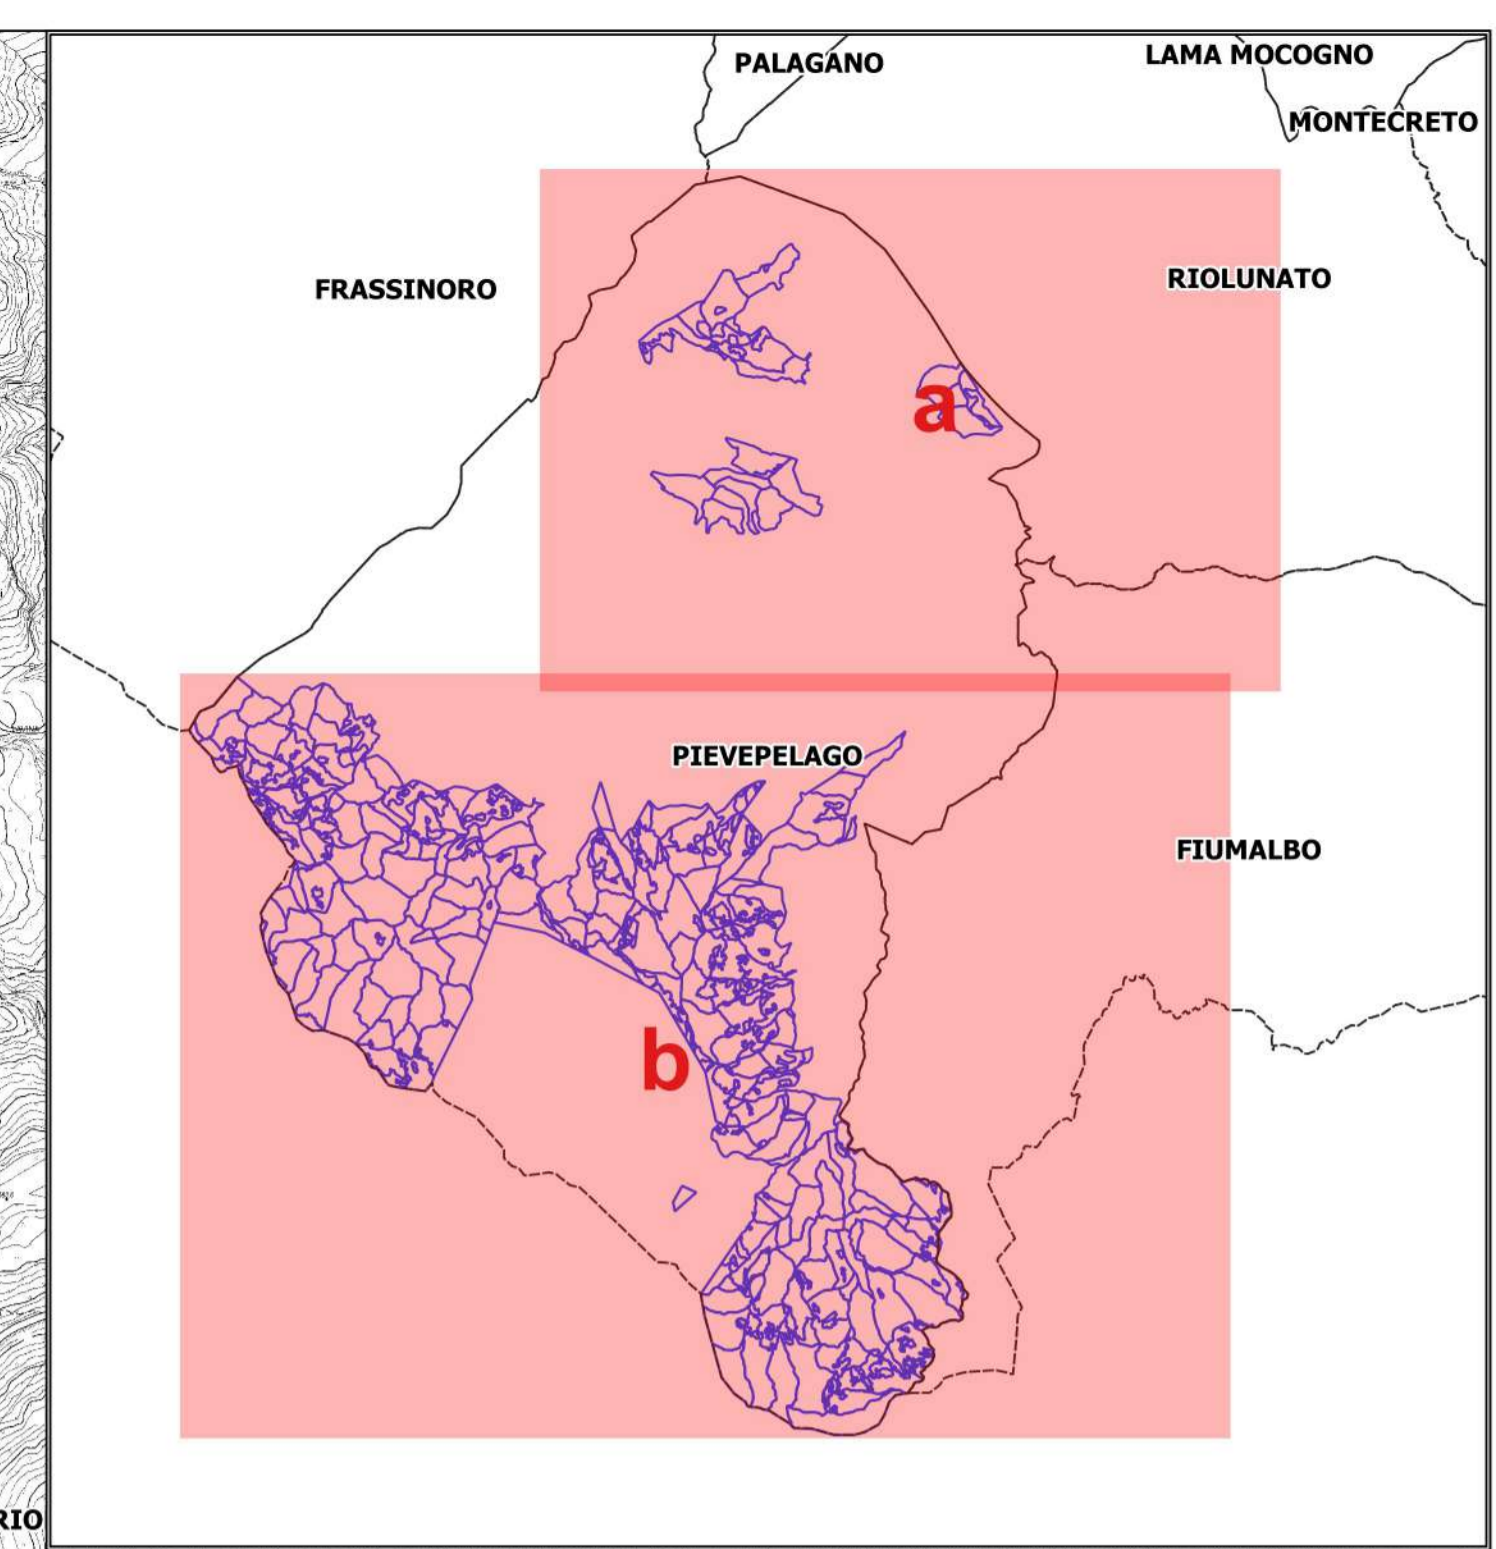 PALAGANO
LAMA MOCOGNO
MONTECRETO
FRASSINORO
RIOLUNATO
a
PIEVEPELAGO
FIUMALBO
b
RIO